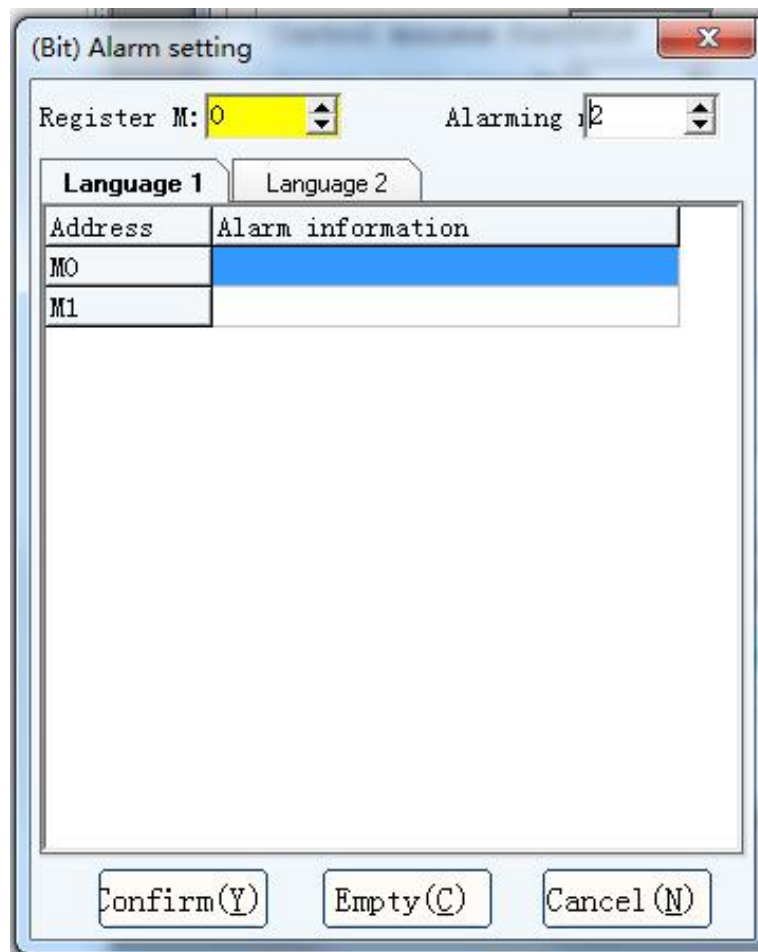 (Bit) Alarm setting
Register M: 0 Alarming 2
Language 1 Language 2
Address Alarm information
M0
M1
Confirm(Y) Empty(C) Cancel(N)